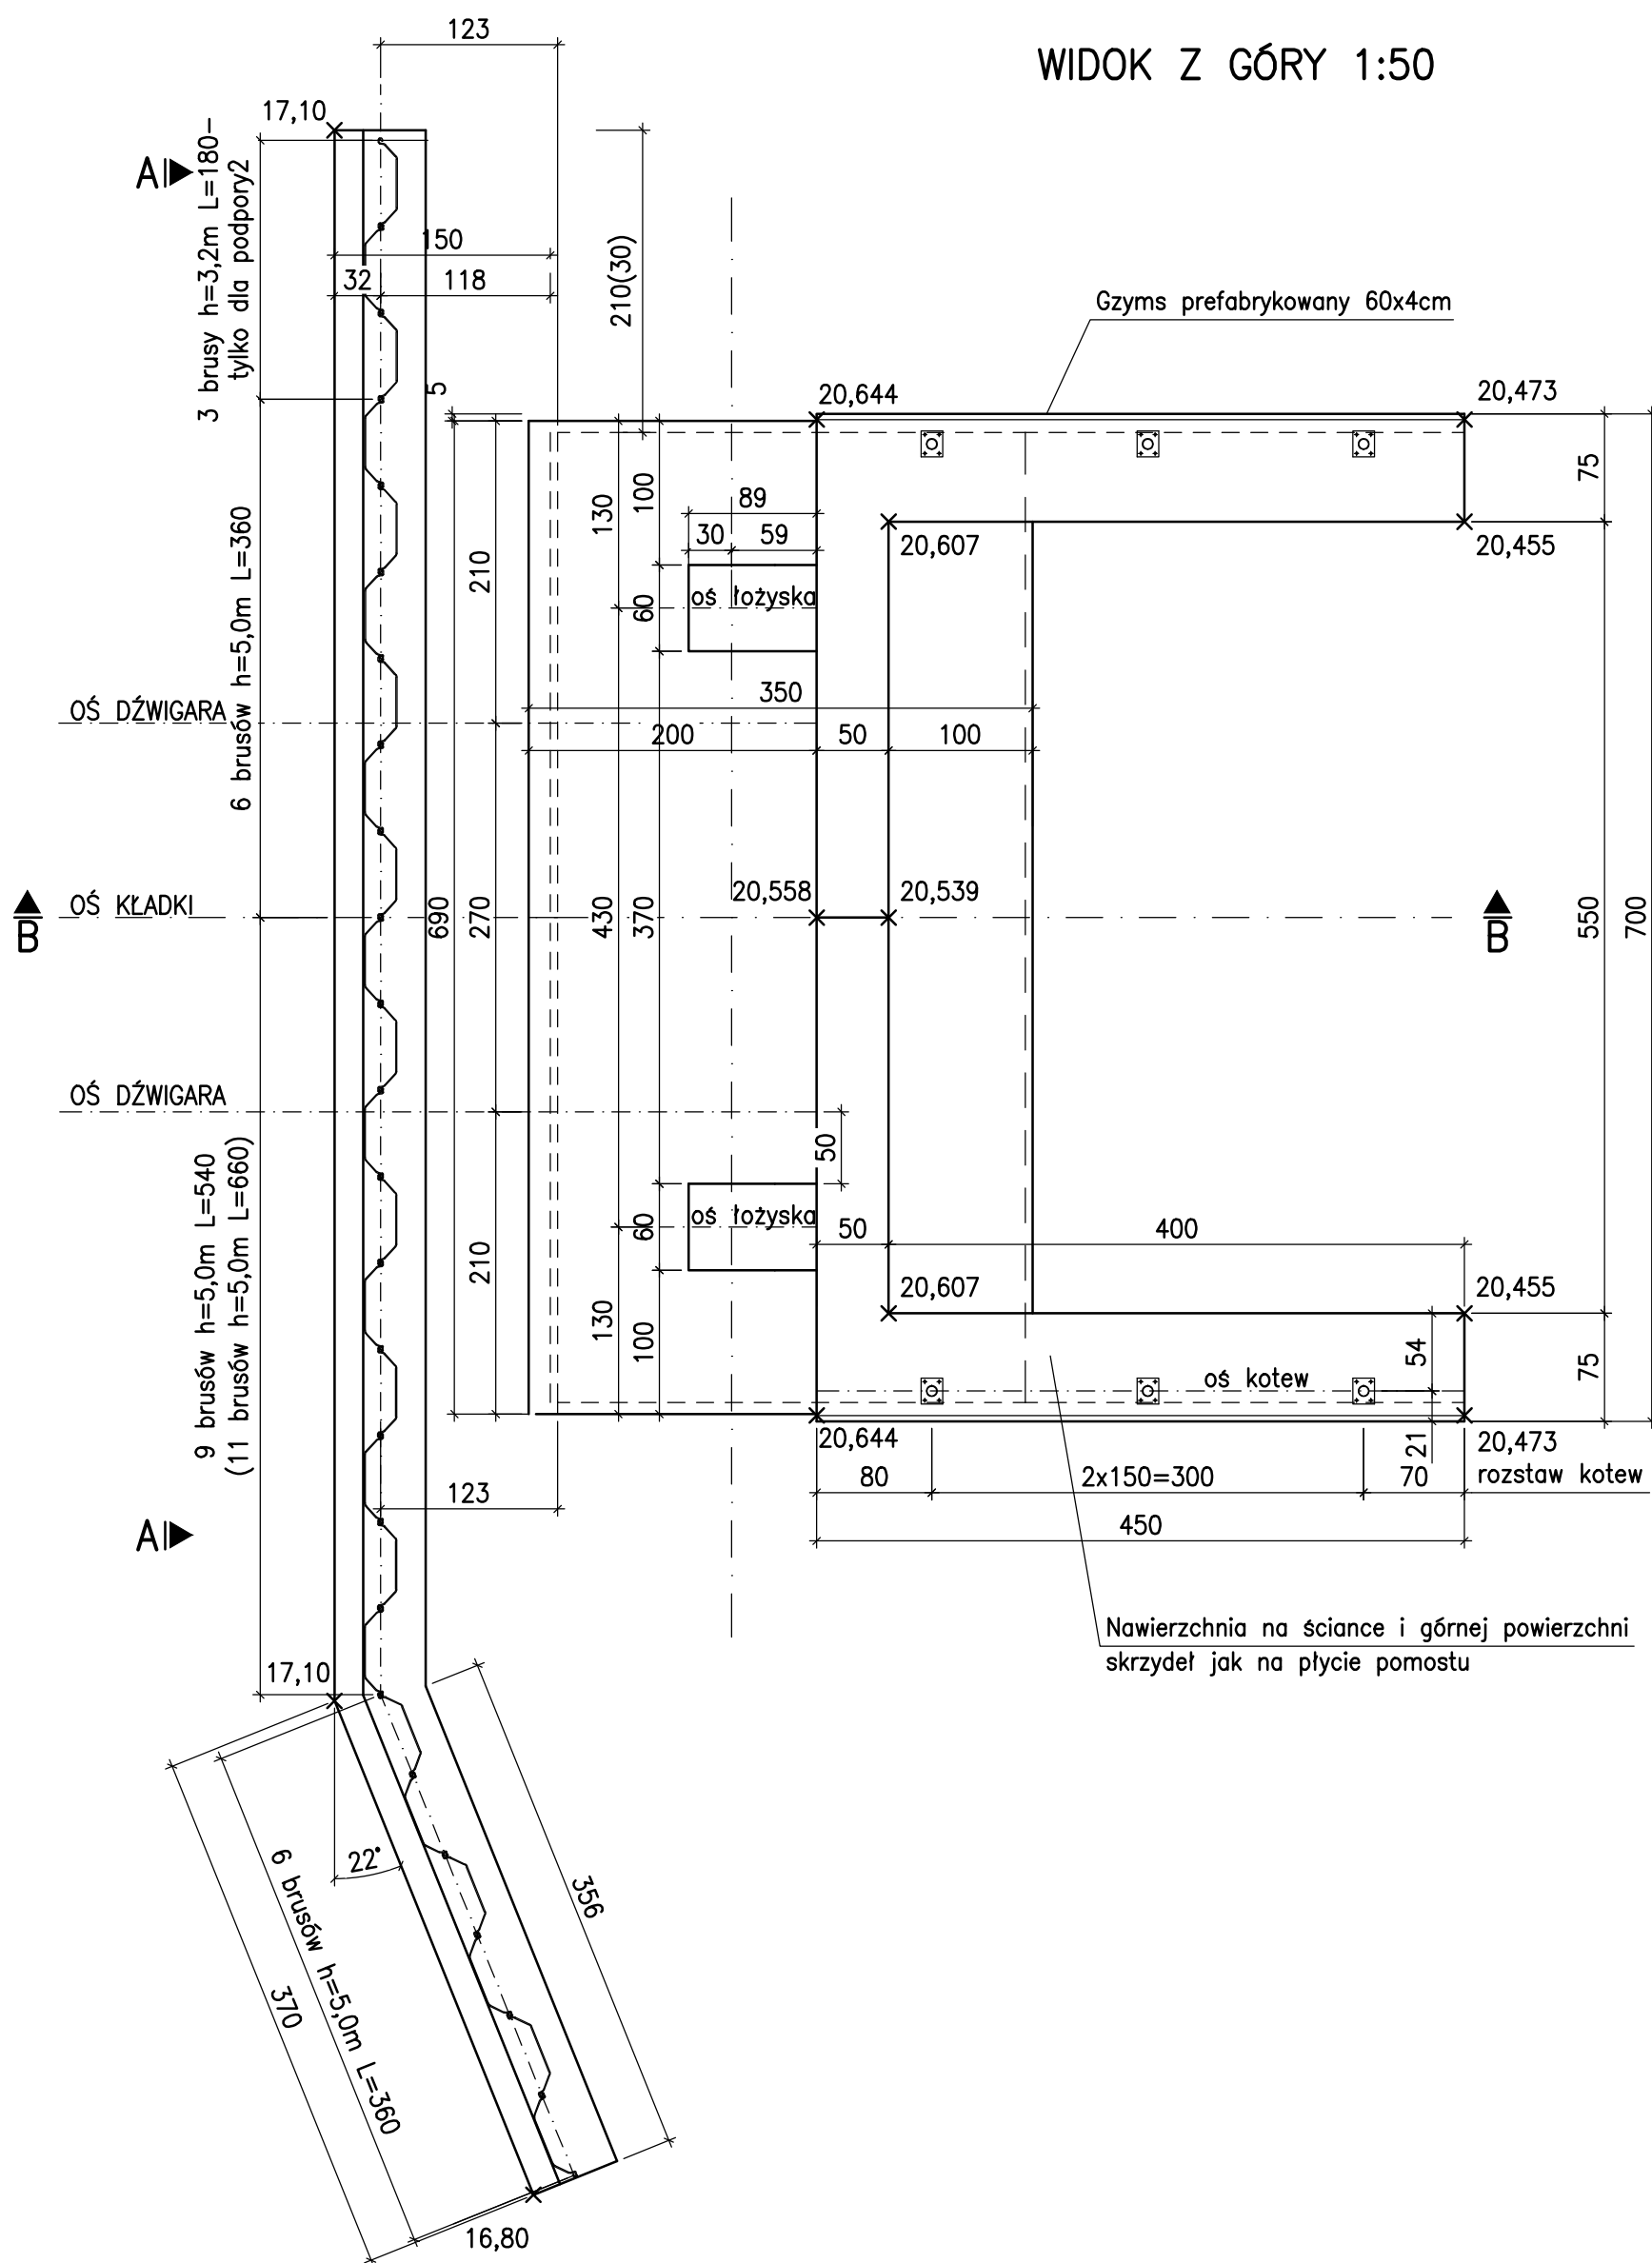 WIDOK Z GÓRY 1:50
123
17,10
A
3 brusy h=3,2m L=180-
tylko dla podpory2
150
32
118
210(30)
Gzyms prefabrykowany 60x4cm
5
20,644
20,473
75
100
130
89
30
59
20,607
20,455
6 brusów h=5,0m L=360
210
60
oś łożyska
350
OŚ DŹWIGARA
200
50
100
20,558
20,539
OŚ KŁADKI
B
690
270
430
370
B
550
700
OŚ DŹWIGARA
50
9 brusów h=5,0m L=540
(11 brusów h=5,0m L=660)
60
oś łożyska
50
400
210
20,607
20,455
130
100
54
75
oś kotew
20,644
21
20,473
rozstaw kotew
80
2x150=300
70
123
450
A
Nawierzchnia na ściance i górnej powierzchni
skrzydeł jak na płycie pomostu
17,10
22°
356
6 brusów h=5,0m L=360
370
16,80